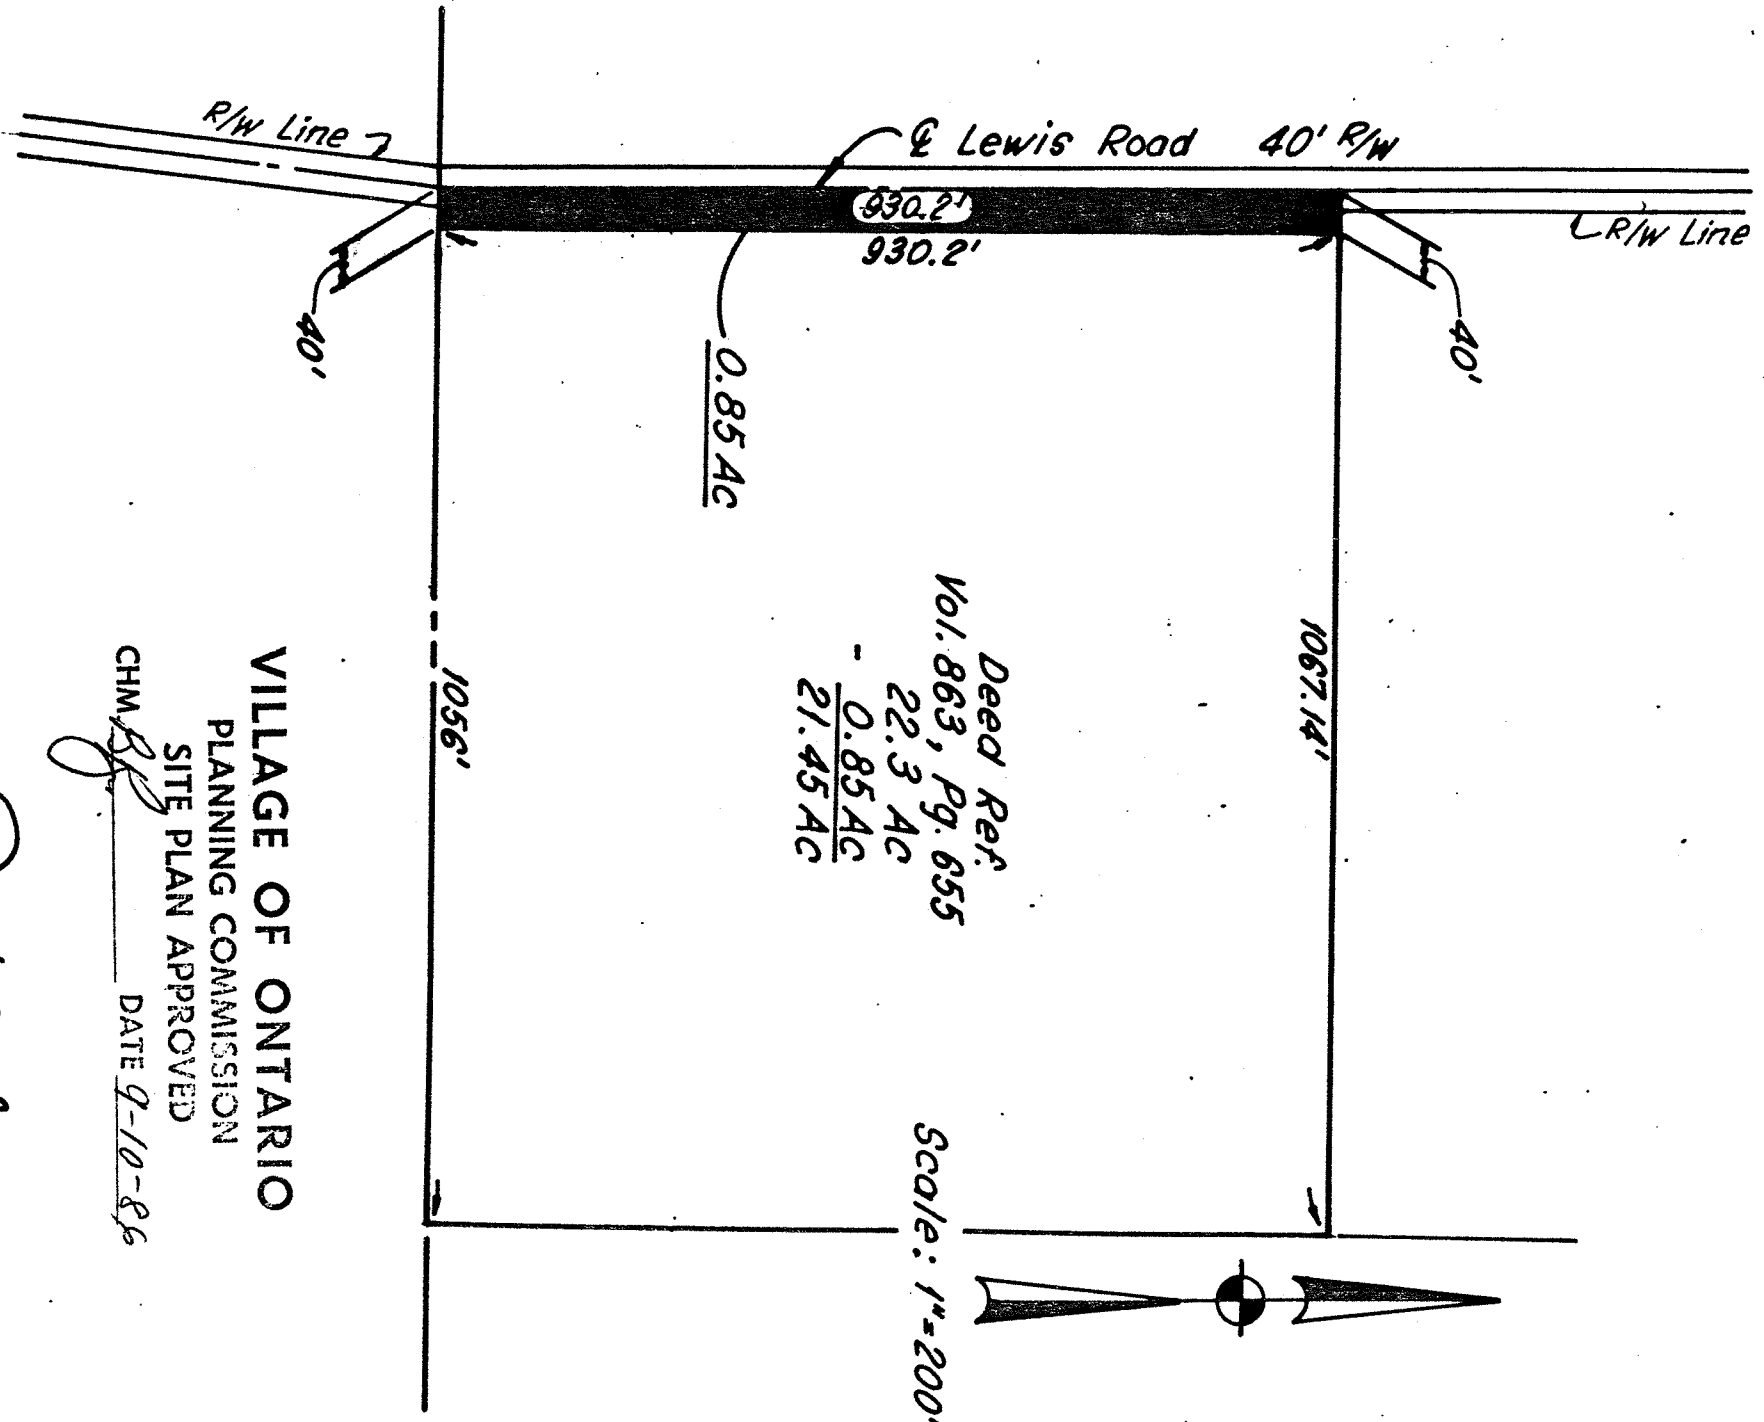 R/W Line
℄ Lewis Road 40' R/W
R/W Line
930.2'
930.2'
40'
40'
0.85 Ac
1067.14'
1056'
Deed Ref.
Vol. 863, Pg. 655
22.3 Ac
- 0.85 Ac
21.45 Ac
Scale: 1"=200'
VILLAGE OF ONTARIO
PLANNING COMMISSION
SITE PLAN APPROVED
CHM. DATE 9-10-86